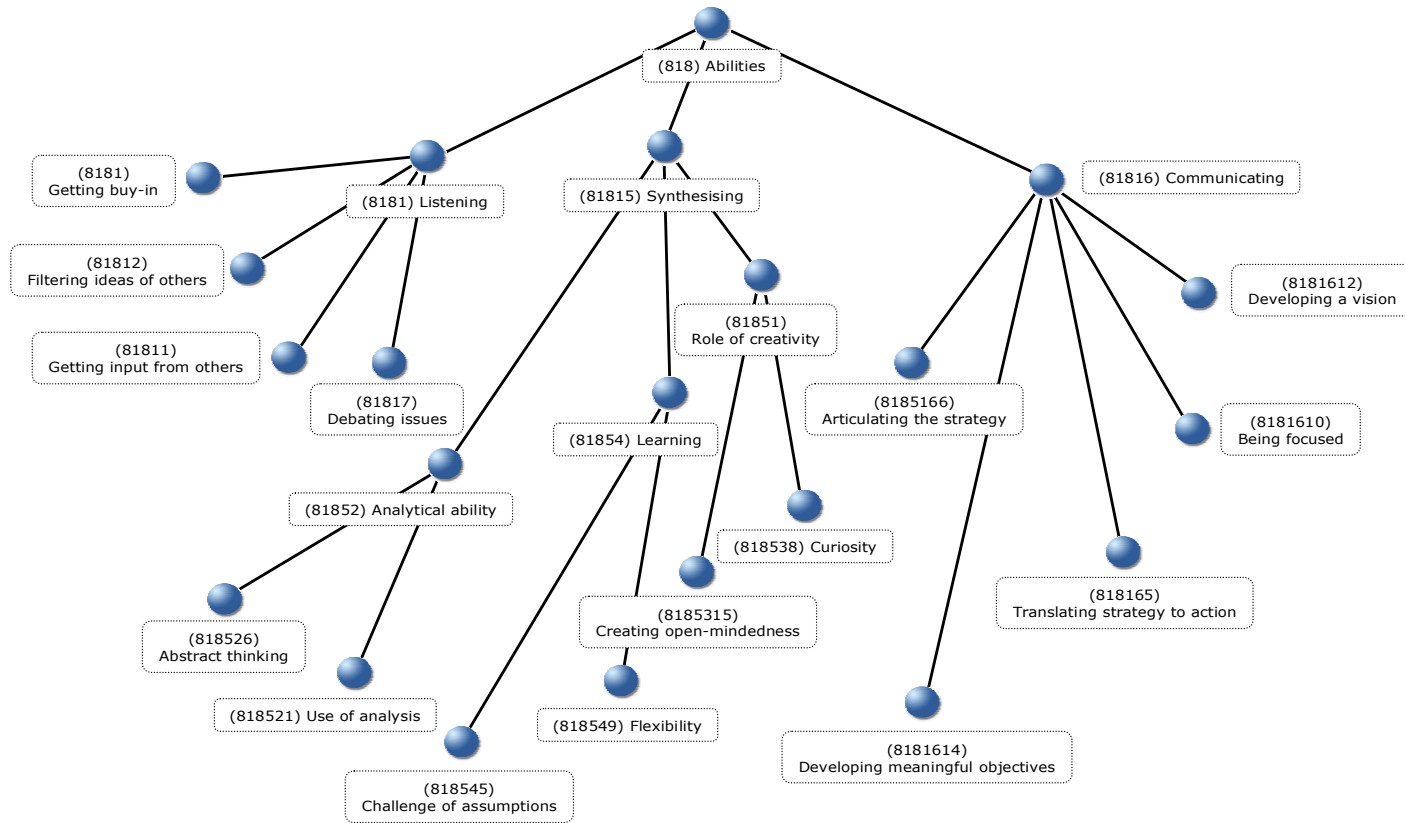 (818) Abilities
(8181)
Getting buy-in
(8181) Listening
(81815) Synthesising
(81816) Communicating
(81812)
Filtering ideas of others
(8181612)
Developing a vision
(81851)
Role of creativity
(81811)
Getting input from others
(81817)
Debating issues
(8185166)
Articulating the strategy
(8181610)
Being focused
(81854) Learning
(81852) Analytical ability
(818538) Curiosity
(818165)
Translating strategy to action
(8185315)
Creating open-mindedness
(818526)
Abstract thinking
(818521) Use of analysis
(818549) Flexibility
(8181614)
Developing meaningful objectives
(818545)
Challenge of assumptions